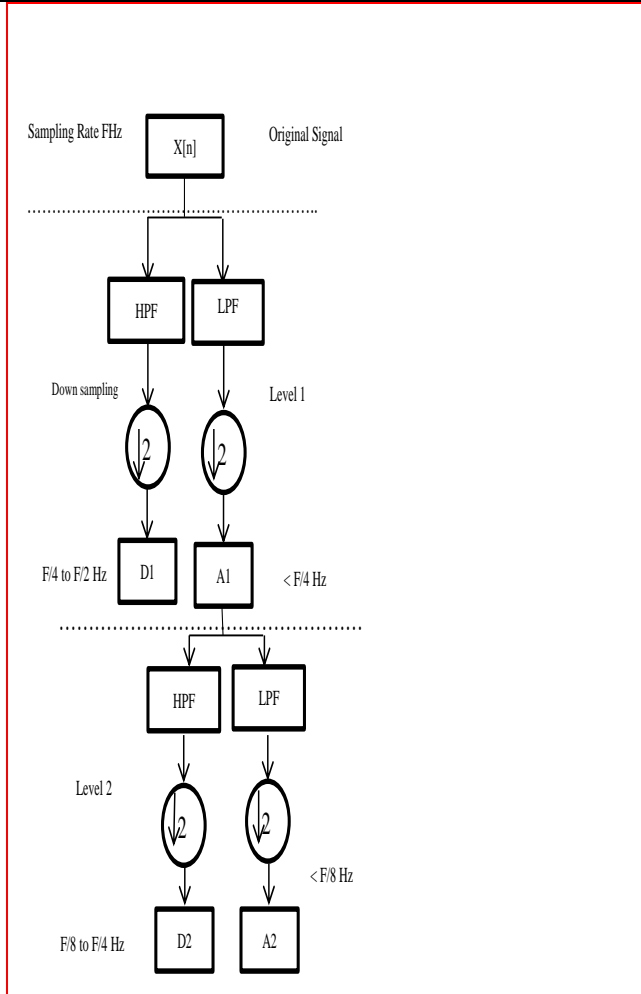 Sampling Rate FHz
X[n]
Original Signal
HPF
LPF
Down sampling
Level 1
2
2
F/4 to F/2 Hz
D1
A1
< F/4 Hz
HPF
LPF
Level 2
2
2
< F/8 Hz
F/8 to F/4 Hz
D2
A2